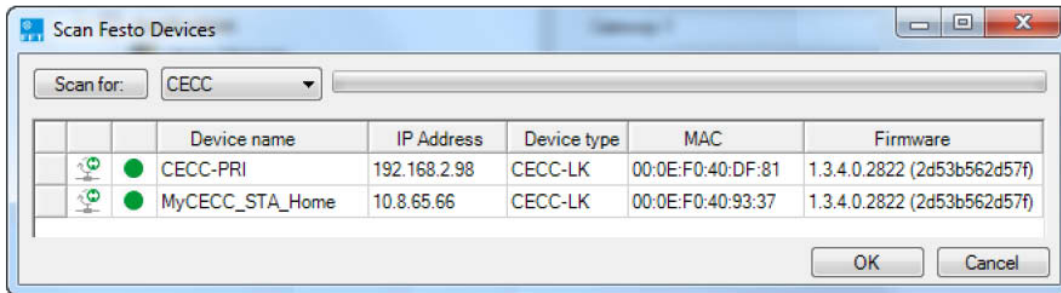 FFT Scan Festo Devices
Scan for: CECC
Device name IP Address Device type MAC Firmware
CECC-PRI 192.168.2.98 CECC-LK 00:0E:F0:40:DF:81 1.3.4.0.2822 (2d53b562d57f)
MyCECC_STA_Home 10.8.65.66 CECC-LK 00:0E:F0:40:93:37 1.3.4.0.2822 (2d53b562d57f)
OK Cancel